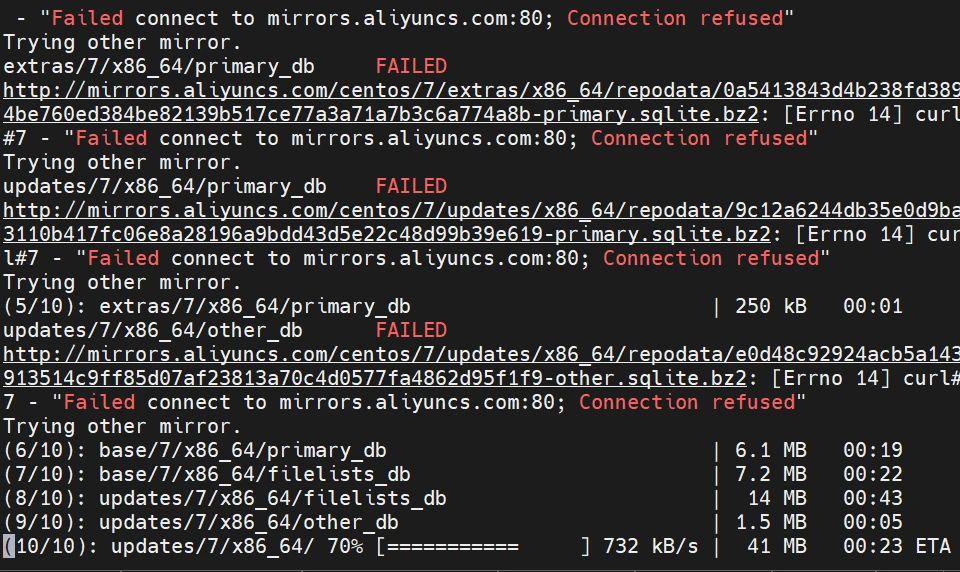 - "Failed connect to mirrors.aliyuncs.com:80; Connection refused"
Trying other mirror.
extras/7/x86_64/primary_db     FAILED
http://mirrors.aliyuncs.com/centos/7/extras/x86_64/repodata/0a5413843d4b238fd389
4be760ed384be82139b517ce77a3a71a7b3c6a774a8b-primary.sqlite.bz2: [Errno 14] curl
#7 - "Failed connect to mirrors.aliyuncs.com:80; Connection refused"
Trying other mirror.
updates/7/x86_64/primary_db    FAILED
http://mirrors.aliyuncs.com/centos/7/updates/x86_64/repodata/9c12a6244db35e0d9ba
3110b417fc06e8a28196a9bdd43d5e22c48d99b39e619-primary.sqlite.bz2: [Errno 14] cur
l#7 - "Failed connect to mirrors.aliyuncs.com:80; Connection refused"
Trying other mirror.
(5/10): extras/7/x86_64/primary_db                         | 250 kB   00:01
updates/7/x86_64/other_db      FAILED
http://mirrors.aliyuncs.com/centos/7/updates/x86_64/repodata/e0d48c92924acb5a143
913514c9ff85d07af23813a70c4d0577fa4862d95f1f9-other.sqlite.bz2: [Errno 14] curl#
7 - "Failed connect to mirrors.aliyuncs.com:80; Connection refused"
Trying other mirror.
(6/10): base/7/x86_64/primary_db                           | 6.1 MB   00:19
(7/10): base/7/x86_64/filelists_db                         | 7.2 MB   00:22
(8/10): updates/7/x86_64/filelists_db                      |  14 MB   00:43
(9/10): updates/7/x86_64/other_db                          | 1.5 MB   00:05
(10/10): updates/7/x86_64/ 70% [===========     ] 732 kB/s |  41 MB   00:23 ETA